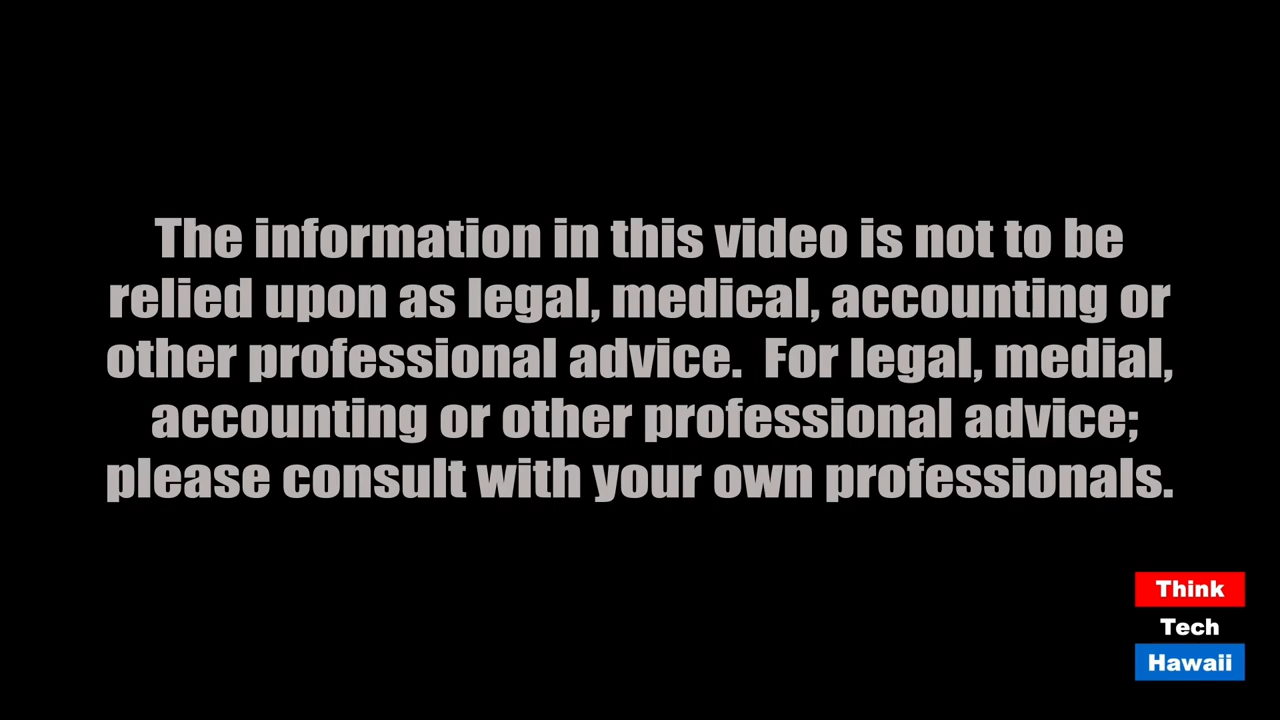 The information in this video is not to be
relied upon as legal, medical, accounting or
other professional advice.  For legal, medial,
accounting or other professional advice;
please consult with your own professionals.
Think
Tech
Hawaii